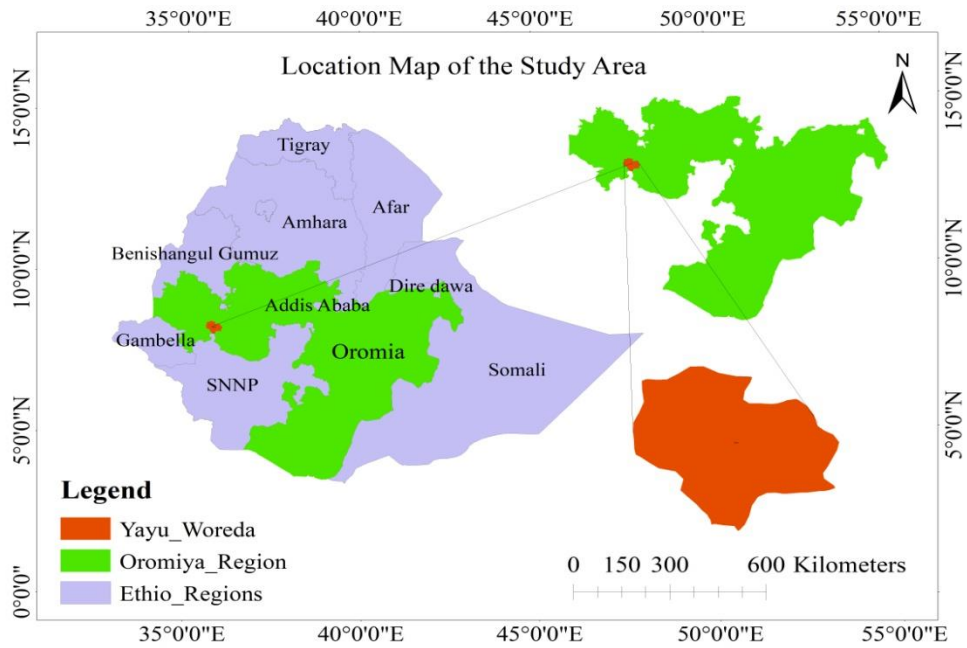 35°0'0"E 40°0'0"E 45°0'0"E 50°0'0"E 55°0'0"E
Location Map of the Study Area
N
15°0'0"N
15°0'0"N
Tigray
Afar
Amhara
Benishangul Gumuz
10°0'0"N
10°0'0"N
Dire dawa
Addis Ababa
Gambella
Oromia
Somali
SNNP
5°0'0"N
5°0'0"N
Legend
Yayu_Woreda
Oromiya_Region
Ethio_Regions
0 150 300 600 Kilometers
0°0'0"
0°0'0"N
35°0'0"E 40°0'0"E 45°0'0"E 50°0'0"E 55°0'0"E